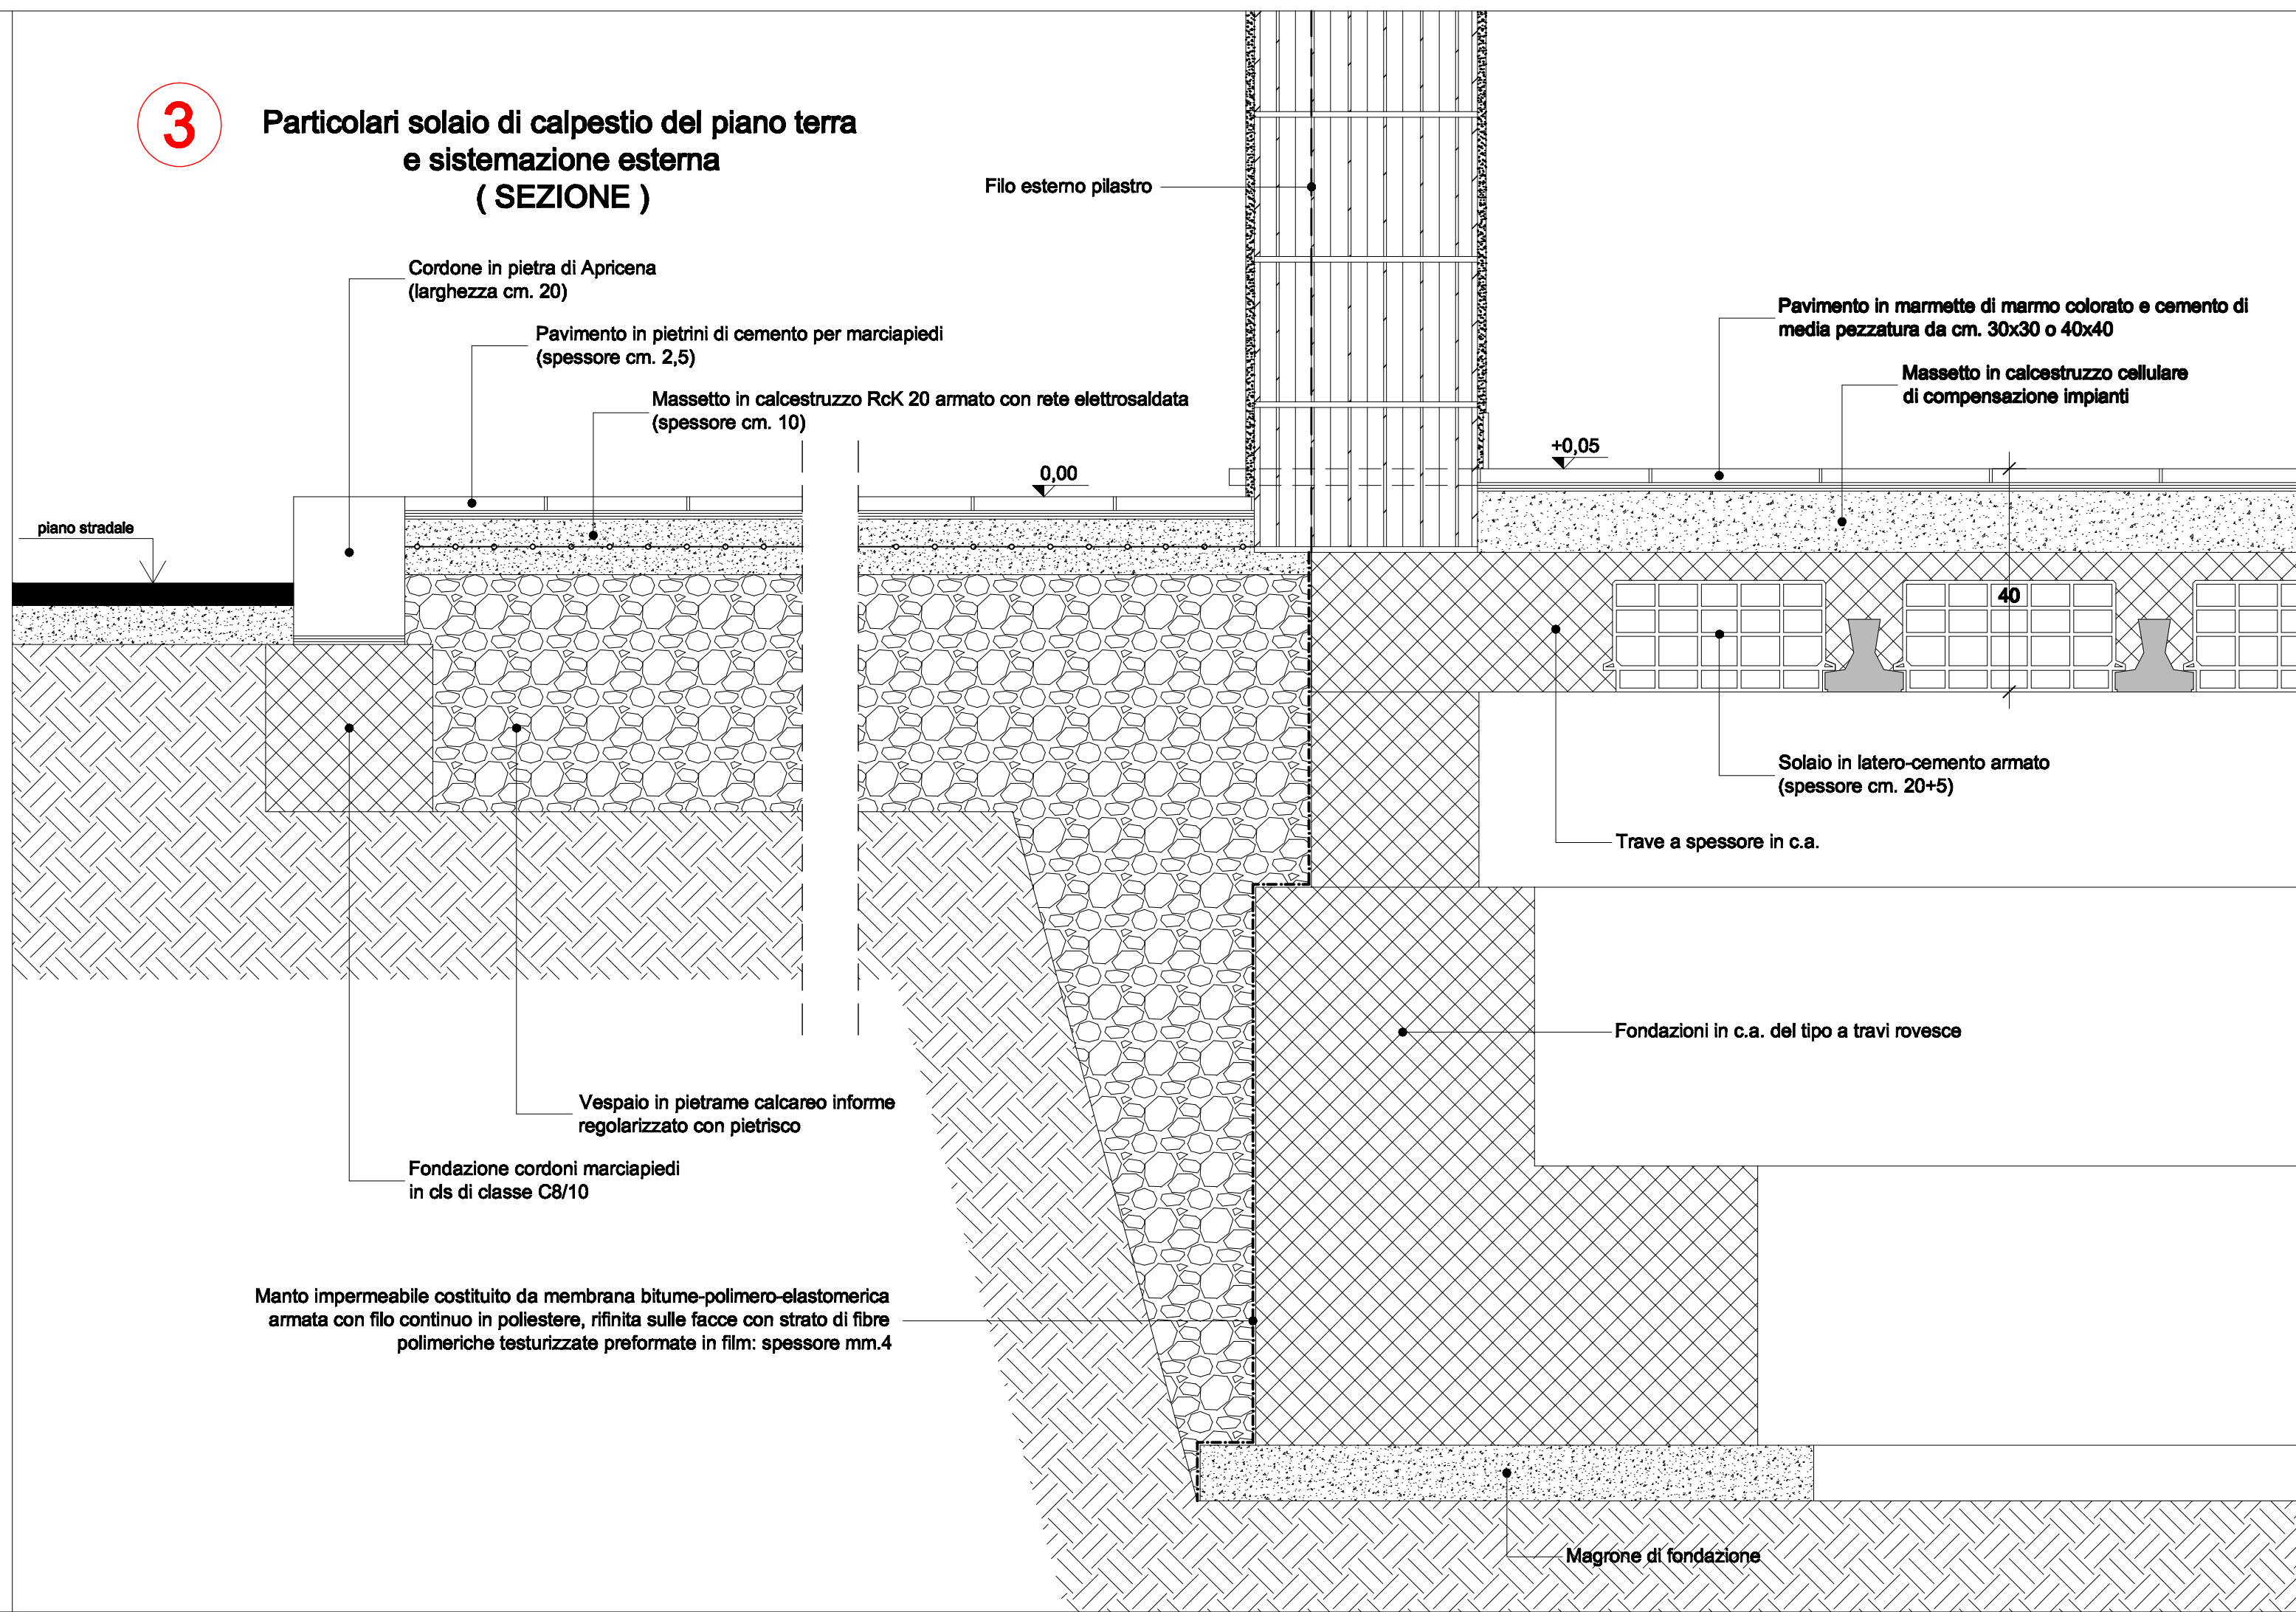 3
Particolari solaio di calpestio del piano terra
e sistemazione esterna
( SEZIONE )
Filo esterno pilastro
Cordone in pietra di Apricena
(larghezza cm. 20)
Pavimento in pietrini di cemento per marciapiedi
(spessore cm. 2,5)
Massetto in calcestruzzo RcK 20 armato con rete elettrosaldata
(spessore cm. 10)
Pavimento in marmette di marmo colorato e cemento di
media pezzatura da cm. 30x30 o 40x40
Massetto in calcestruzzo cellulare
di compensazione impianti
+0,05
0,00
piano stradale
40
Solaio in latero-cemento armato
(spessore cm. 20+5)
Trave a spessore in c.a.
Fondazioni in c.a. del tipo a travi rovesce
Vespaio in pietrame calcareo informe
regolarizzato con pietrisco
Fondazione cordoni marciapiedi
in cls di classe C8/10
Manto impermeabile costituito da membrana bitume-polimero-elastomerica
armata con filo continuo in poliestere, rifinita sulle facce con strato di fibre
polimeriche testurizzate preformate in film: spessore mm.4
Magrone di fondazione